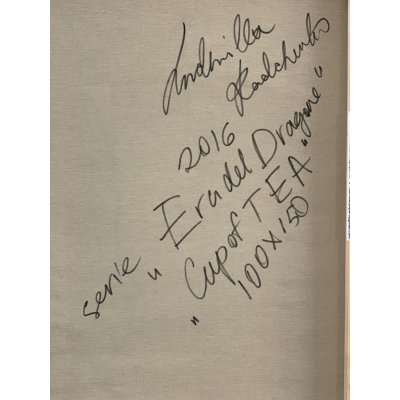 Ludmilla
Radchenko
2016
serie "Era del Dragone"
"Cup of TEA"
100x150